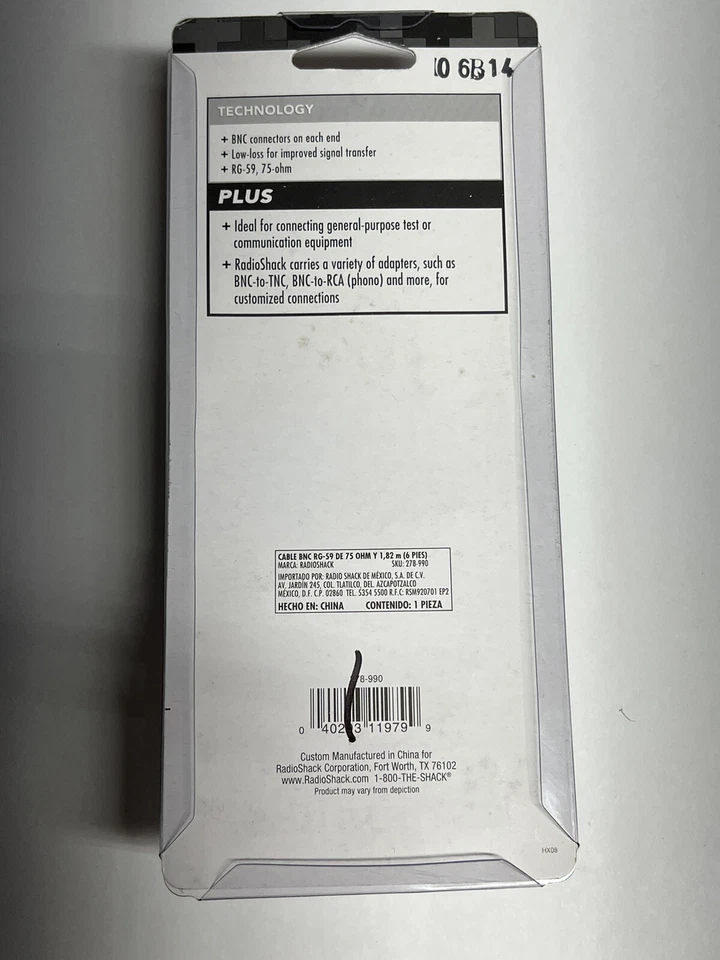 10 6B14
TECHNOLOGY
+ BNC connectors on each end
+ Low-loss for improved signal transfer
+ RG-59, 75-ohm
PLUS
+ Ideal for connecting general-purpose test or
communication equipment
+ RadioShack carries a variety of adapters, such as
BNC-to-TNC, BNC-to-RCA (phono) and more, for
customized connections
CABLE BNC RG-59 DE 75 OHM Y 1,82 m (6 PIES)
MARCA: RADIOSHACK SKU: 278-990
IMPORTADO POR: RADIO SHACK DE MÉXICO, S.A. DE C.V.
AV. JARDÍN 245, COL. TLATILCO, DEL. AZCAPOTZALCO
MÉXICO, D.F. C.P. 02860 TEL. 5354 5500 R.F.C: RSM920701 EP2
HECHO EN: CHINA CONTENIDO: 1 PIEZA
278-990
0 40293 11979 9
Custom Manufactured in China for
RadioShack Corporation, Fort Worth, TX 76102
www.RadioShack.com 1-800-THE-SHACK®
Product may vary from depiction
HX08